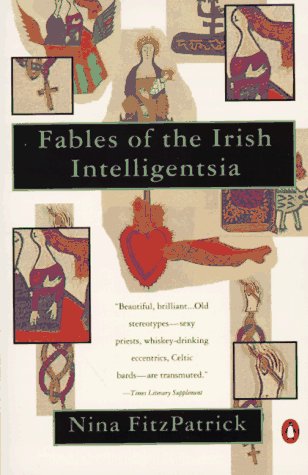 Fables of the Irish
Intelligentsia
"Beautiful, brilliant...Old
stereotypes—sexy
priests, whiskey-drinking
eccentrics, Celtic
bards—are transmuted."
—Times Literary Supplement
Nina FitzPatrick